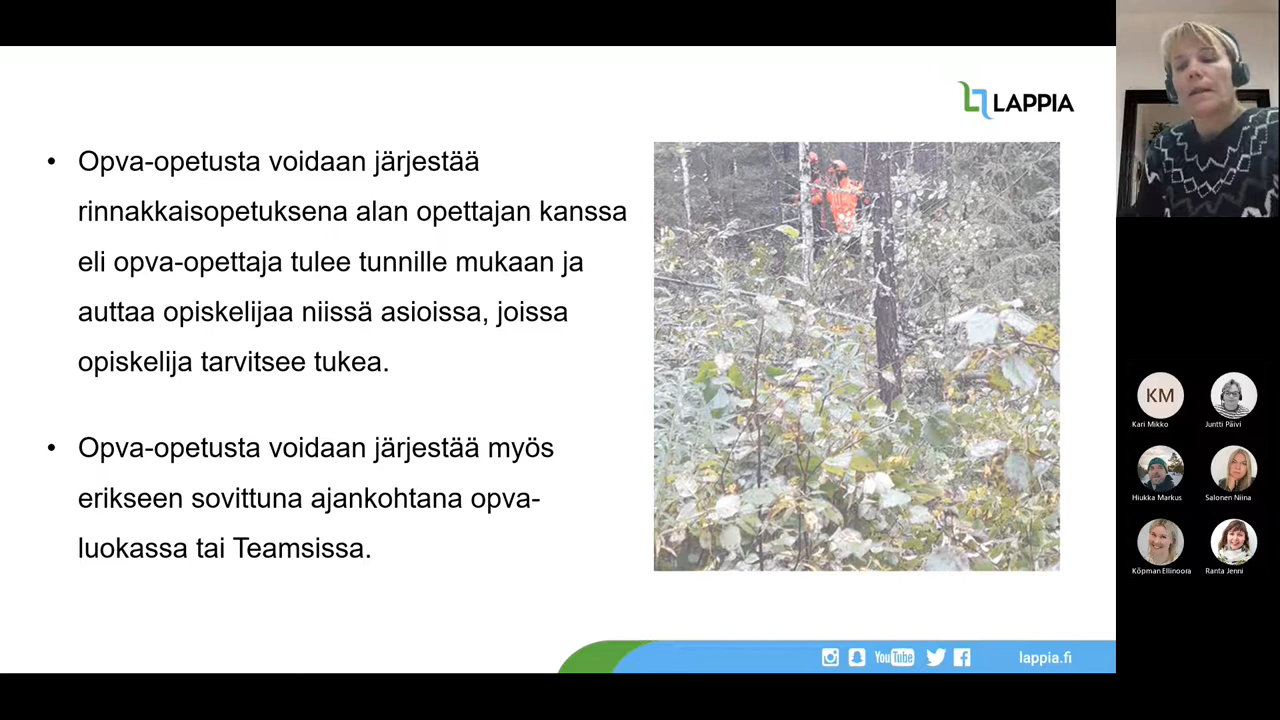 LAPPIA
• Opva-opetusta voidaan järjestää
rinnakkaisopetuksena alan opettajan kanssa
eli opva-opettaja tulee tunnille mukaan ja
auttaa opiskelijaa niissä asioissa, joissa
opiskelija tarvitsee tukea.
• Opva-opetusta voidaan järjestää myös
erikseen sovittuna ajankohtana opva-
luokassa tai Teamsissa.
YouTube
lappia.fi
KM
Kari Mikko
Juntti Päivi
Hiukka Markus
Salonen Niina
Köpman Ellinoora
Ranta Jenni